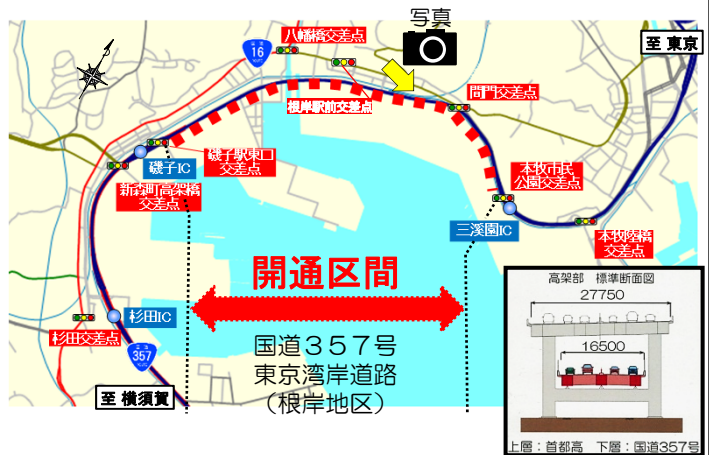 写真
国道
16
八幡橋交差点
至 東京
根岸駅前交差点
間門交差点
磯子IC
磯子駅東口
交差点
新森町高架橋
交差点
本牧市民
公園交差点
三溪園IC
本牧陸橋
交差点
開通区間
杉田IC
杉田交差点
国道
357
至 横須賀
国道357号
東京湾岸道路
(根岸地区)
高架部 標準断面図
27750
16500
上層:首都高 下層:国道357号